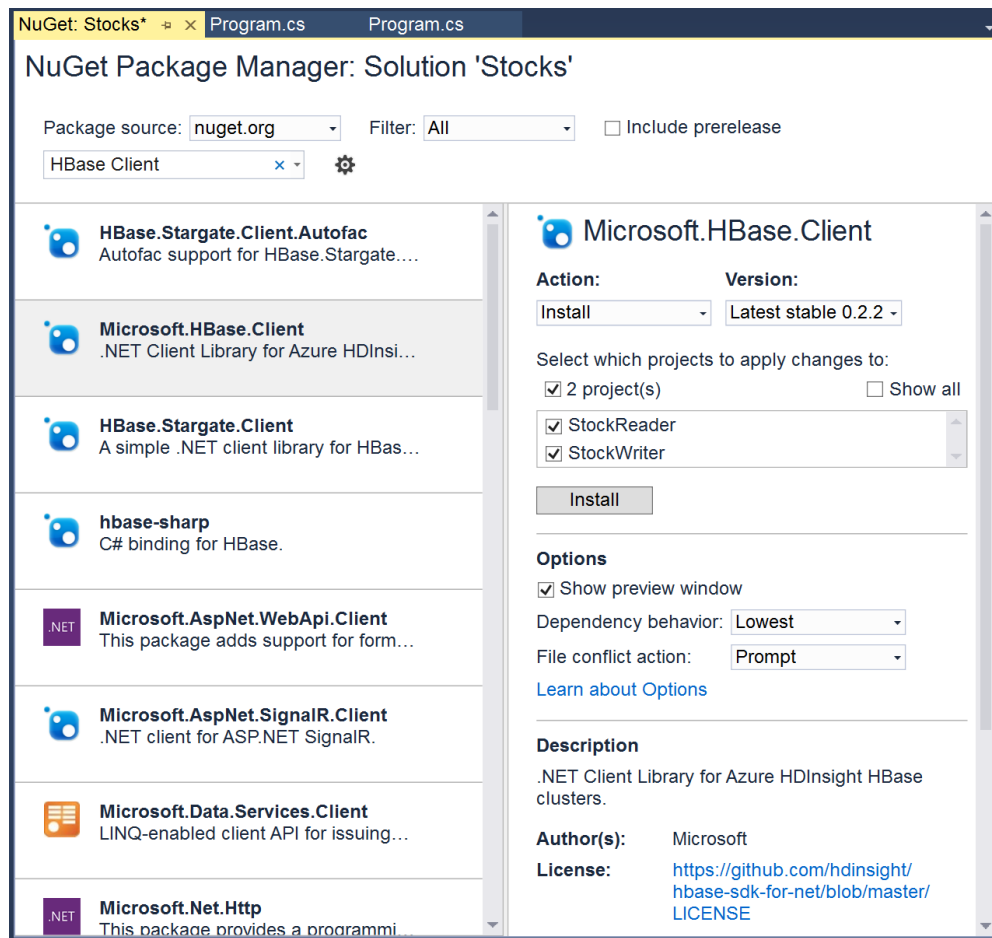 NuGet: Stocks*
Program.cs
Program.cs
NuGet Package Manager: Solution 'Stocks'
Package source: nuget.org
Filter: All
Include prerelease
HBase Client
HBase.Stargate.Client.Autofac
Autofac support for HBase.Stargate....
Microsoft.HBase.Client
.NET Client Library for Azure HDInsi...
HBase.Stargate.Client
A simple .NET client library for HBas...
hbase-sharp
C# binding for HBase.
.NET
Microsoft.AspNet.WebApi.Client
This package adds support for form...
Microsoft.AspNet.SignalR.Client
.NET client for ASP.NET SignalR.
Microsoft.Data.Services.Client
LINQ-enabled client API for issuing...
.NET
Microsoft.Net.Http
This package provides a programmi...
Microsoft.HBase.Client
Action:
Version:
Install
Latest stable 0.2.2
Select which projects to apply changes to:
2 project(s)
Show all
StockReader
StockWriter
Install
Options
Show preview window
Dependency behavior: Lowest
File conflict action: Prompt
Learn about Options
Description
.NET Client Library for Azure HDInsight HBase
clusters.
Author(s): Microsoft
License: https://github.com/hdinsight/
hbase-sdk-for-net/blob/master/
LICENSE